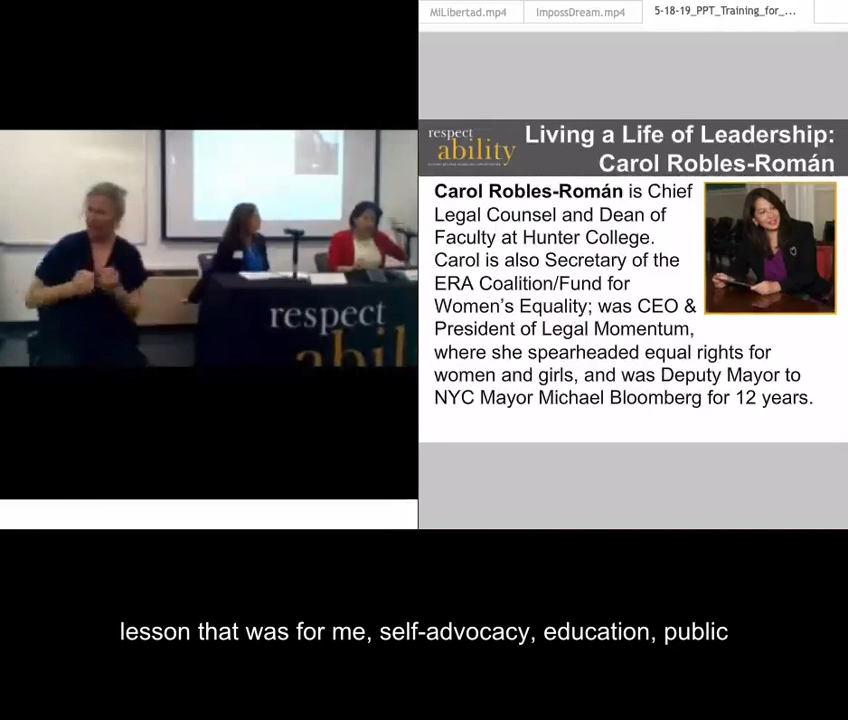 MiLibertad.mp4
ImpossDream.mp4
5-18-19_PPT_Training_for_...
respect
ability
Living a Life of Leadership:
Carol Robles-Román
Carol Robles-Román is Chief
Legal Counsel and Dean of
Faculty at Hunter College.
Carol is also Secretary of the
ERA Coalition/Fund for
Women's Equality; was CEO &
President of Legal Momentum,
where she spearheaded equal rights for
women and girls, and was Deputy Mayor to
NYC Mayor Michael Bloomberg for 12 years.
respect
abil
lesson that was for me, self-advocacy, education, public